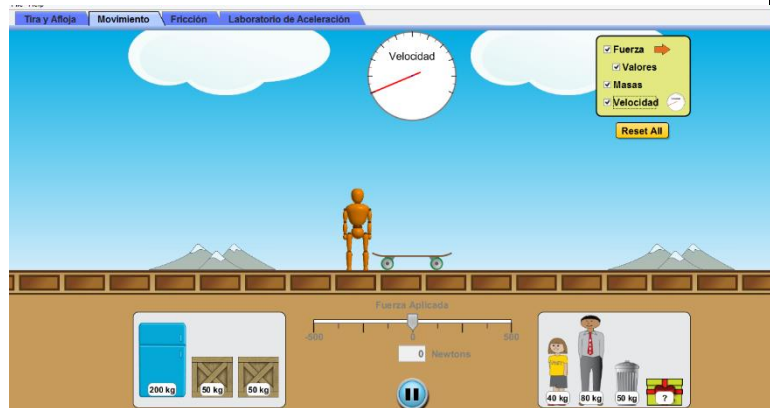 Tira y Afloja Movimiento Fricción Laboratorio de Aceleración
Velocidad
Fuerza
Valores
Masas
Velocidad
Reset All
Fuerza Aplicada
-500 0 500
0 Newtons
200 kg 50 kg 50 kg
40 kg 80 kg 50 kg ?